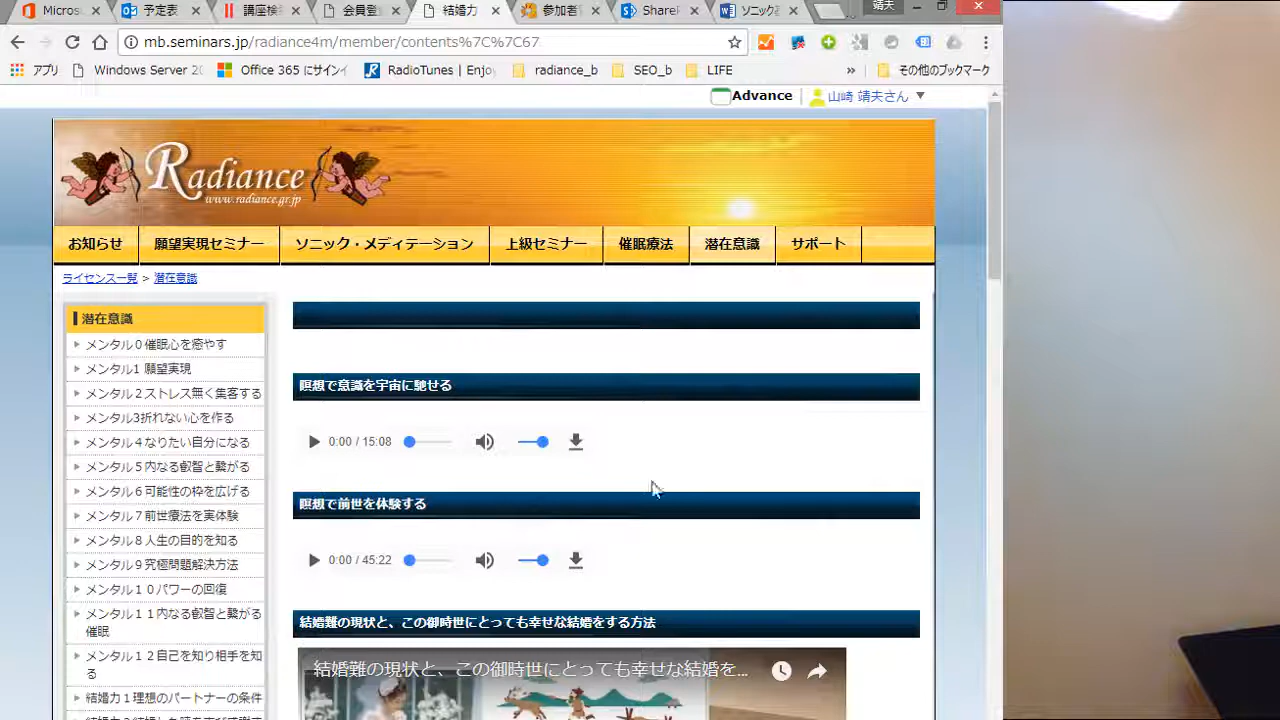 Micros
予定表
講座検
会員登
結婚力
参加者
ShareF
ソニック
靖夫
mb.seminars.jp/radiance4m/member/contents%7C%7C67
アプリ Windows Server 20 Office 365 にサインイ RadioTunes | Enjoy radiance_b SEO_b LIFE » その他のブックマーク
Advance 山崎 靖夫さん ▼
Radiance
www.radiance.gr.jp
お知らせ 願望実現セミナー ソニック・メディテーション 上級セミナー 催眠療法 潜在意識 サポート
ライセンス一覧 > 潜在意識
潜在意識
メンタル０催眠心を癒やす
メンタル1 願望実現
メンタル２ストレス無く集客する
メンタル3折れない心を作る
メンタル４なりたい自分になる
メンタル５内なる叡智と繋がる
メンタル６可能性の枠を広げる
メンタル７前世療法を実体験
メンタル８人生の目的を知る
メンタル９究極問題解決方法
メンタル１０パワーの回復
メンタル１１内なる叡智と繋がる
催眠
メンタル１２自己を知り相手を知
る
結婚力１理想のパートナーの条件
瞑想で意識を宇宙に馳せる
0:00 / 15:08
瞑想で前世を体験する
0:00 / 45:22
結婚難の現状と、この御時世にとっても幸せな結婚をする方法
結婚難の現状と、この御時世にとっても幸せな結婚を...